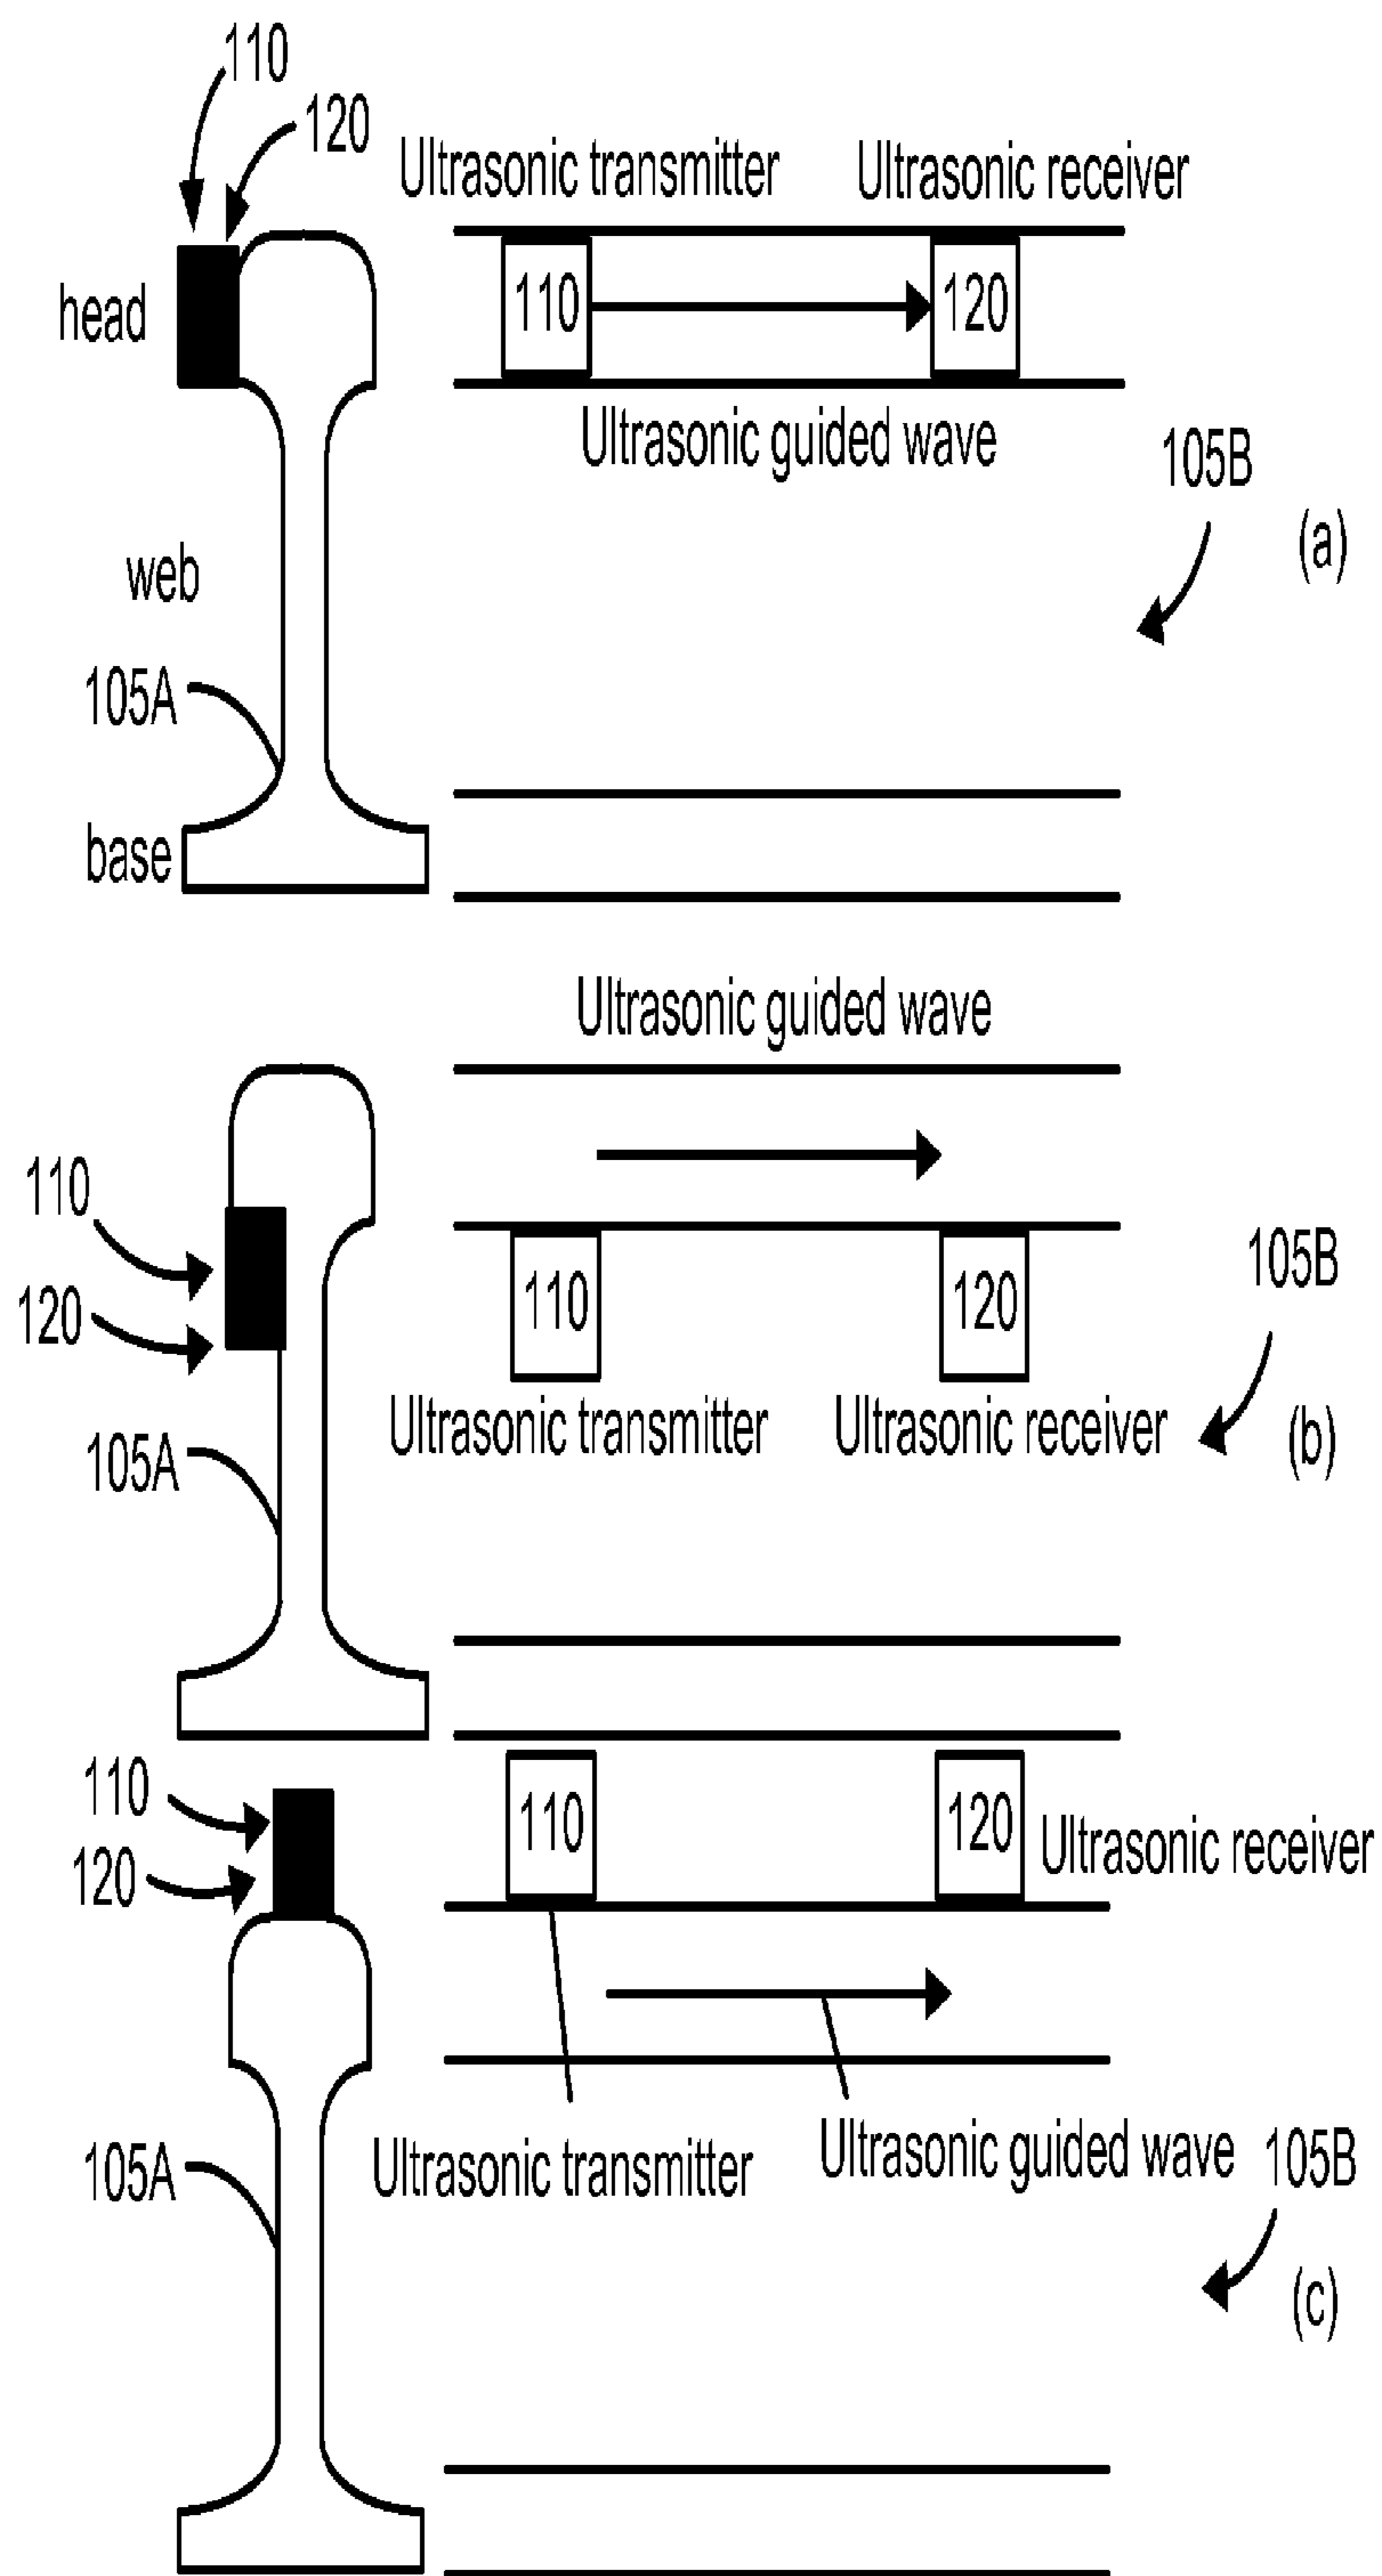 110
120
Ultrasonic transmitter
Ultrasonic receiver
head
110
120
Ultrasonic guided wave
105B
(a)
web
105A
base
Ultrasonic guided wave
110
120
110
120
105B
Ultrasonic transmitter
Ultrasonic receiver
(b)
105A
110
120
110
120
Ultrasonic receiver
105A
Ultrasonic transmitter
Ultrasonic guided wave
105B
(c)